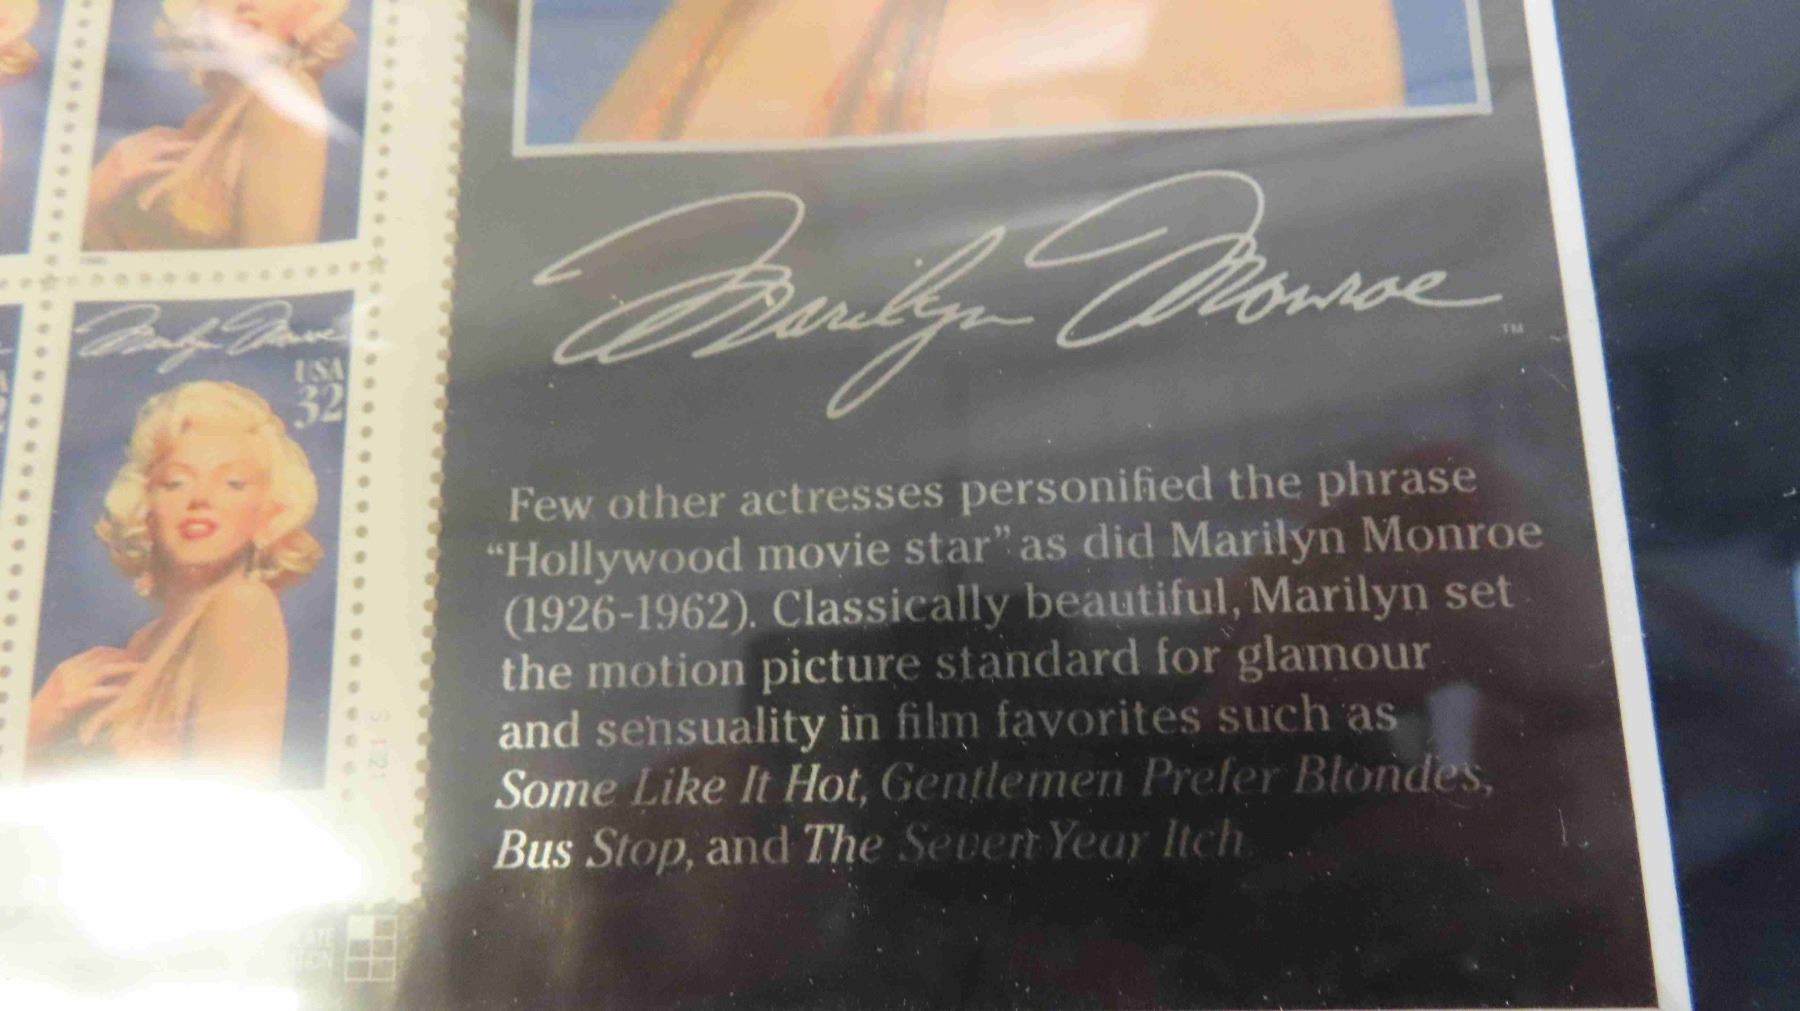 Marilyn Monroe
USA
32
Marilyn Monroe
TM
Few other actresses personified the phrase
“Hollywood movie star” as did Marilyn Monroe
(1926-1962). Classically beautiful, Marilyn set
the motion picture standard for glamour
and sensuality in film favorites such as
Some Like It Hot, Gentlemen Prefer Blondes,
Bus Stop, and The Seven Year Itch